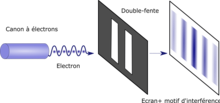 Double-fente
Canon à électrons
Electron
Ecran+ motif d'interférence